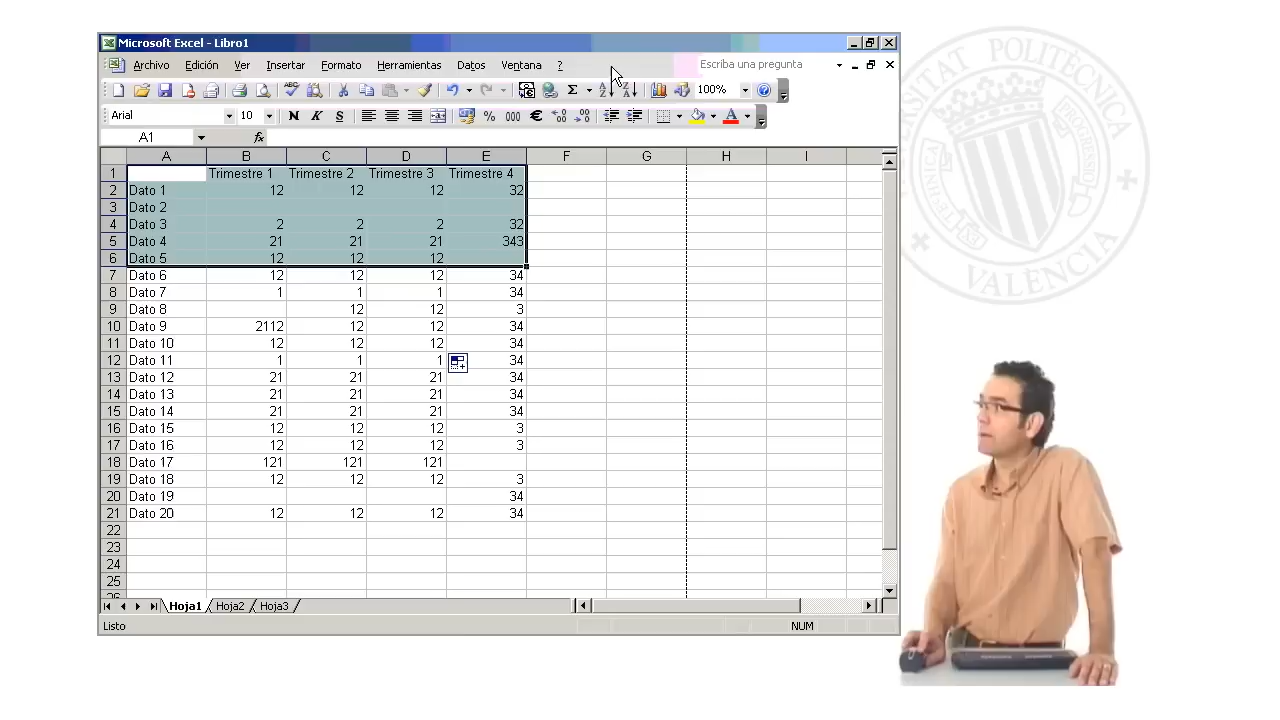 Microsoft Excel - Libro1
Archivo Edición Ver Insertar Formato Herramientas Datos Ventana ? Escriba una pregunta
100%
Arial 10 N K S % 000 €
A1 fx
A B C D E F G H I
1 Trimestre 1 Trimestre 2 Trimestre 3 Trimestre 4
2 Dato 1 12 12 12 32
3 Dato 2
4 Dato 3 2 2 2 32
5 Dato 4 21 21 21 343
6 Dato 5 12 12 12
7 Dato 6 12 12 12 34
8 Dato 7 1 1 1 34
9 Dato 8 12 12 3
10 Dato 9 2112 12 12 34
11 Dato 10 12 12 12 34
12 Dato 11 1 1 1 34
13 Dato 12 21 21 21 34
14 Dato 13 21 21 21 34
15 Dato 14 21 21 21 34
16 Dato 15 12 12 12 3
17 Dato 16 12 12 12 3
18 Dato 17 121 121 121
19 Dato 18 12 12 12 3
20 Dato 19 34
21 Dato 20 12 12 12 34
22
23
24
25
Hoja1 Hoja2 Hoja3
Listo NUM
POLITÈCNICA
VALÈNCIA